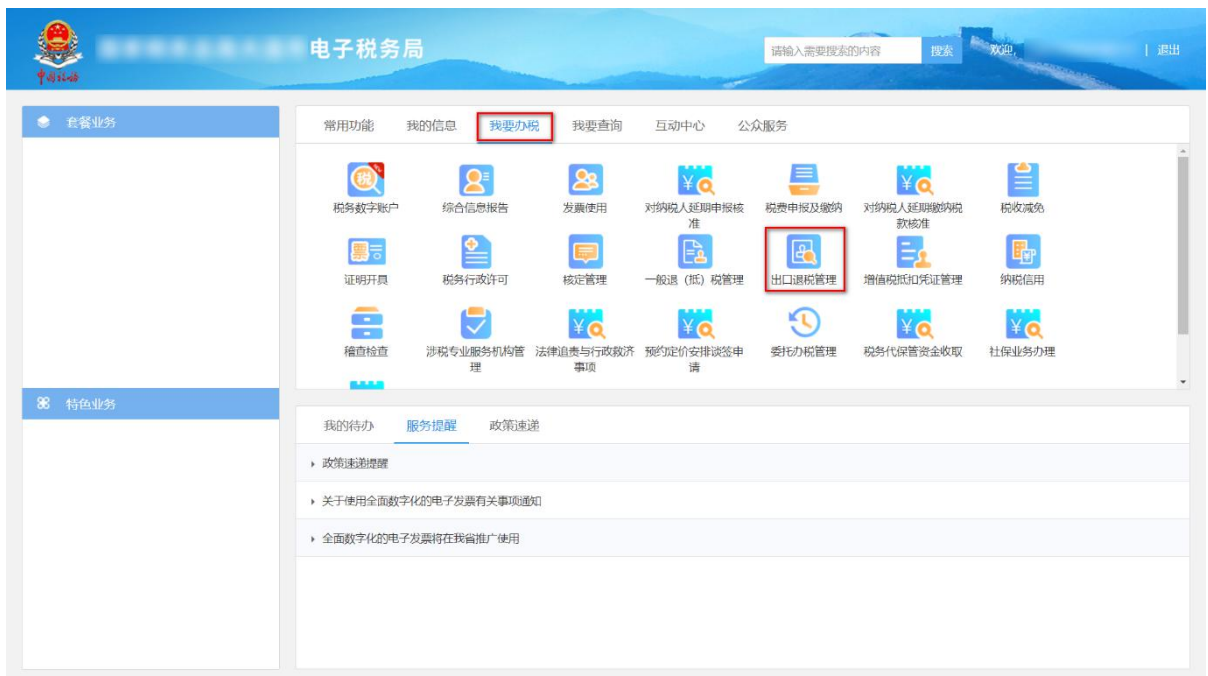 中国税务
电子税务局
请输入需要搜索的内容
搜索
欢迎,
| 退出
套餐业务
常用功能 我的信息 我要办税 我要查询 互动中心 公众服务
税务数字账户 综合信息报告 发票使用 对纳税人延期申报核 税费申报及缴纳 对纳税人延期缴纳税 税收减免
准 款核准
证明开具 税务行政许可 核定管理 一般退（抵）税管理 出口退税管理 增值税抵扣凭证管理 纳税信用
稽查检查 涉税专业服务机构管 法律追责与行政救济 预约定价安排谈签申 委托办税管理 税务代保管资金收取 社保业务办理
理 事项 请
特色业务
我的待办 服务提醒 政策速递
政策速递提醒
关于使用全面数字化的电子发票有关事项通知
全面数字化的电子发票将在我省推广使用